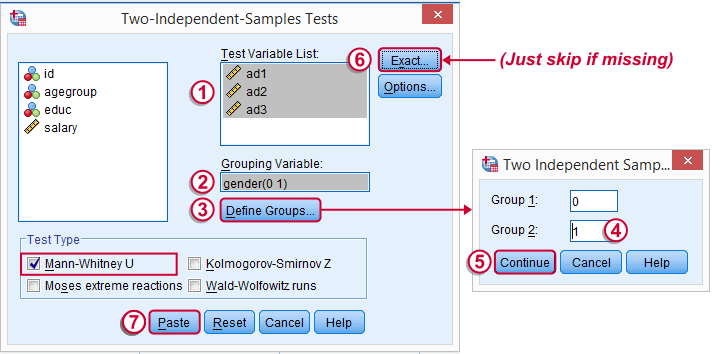 Two-Independent-Samples Tests
id
agegroup
educ
salary
Test Variable List:
1
ad1
ad2
ad3
6
Exact...
(Just skip if missing)
Options...
Grouping Variable:
2
gender(0 1)
3
Define Groups...
Test Type
Mann-Whitney U
Kolmogorov-Smirnov Z
Moses extreme reactions
Wald-Wolfowitz runs
7
Paste
Reset
Cancel
Help
Two Independent Samp...
Group 1:
0
Group 2:
1
4
5
Continue
Cancel
Help